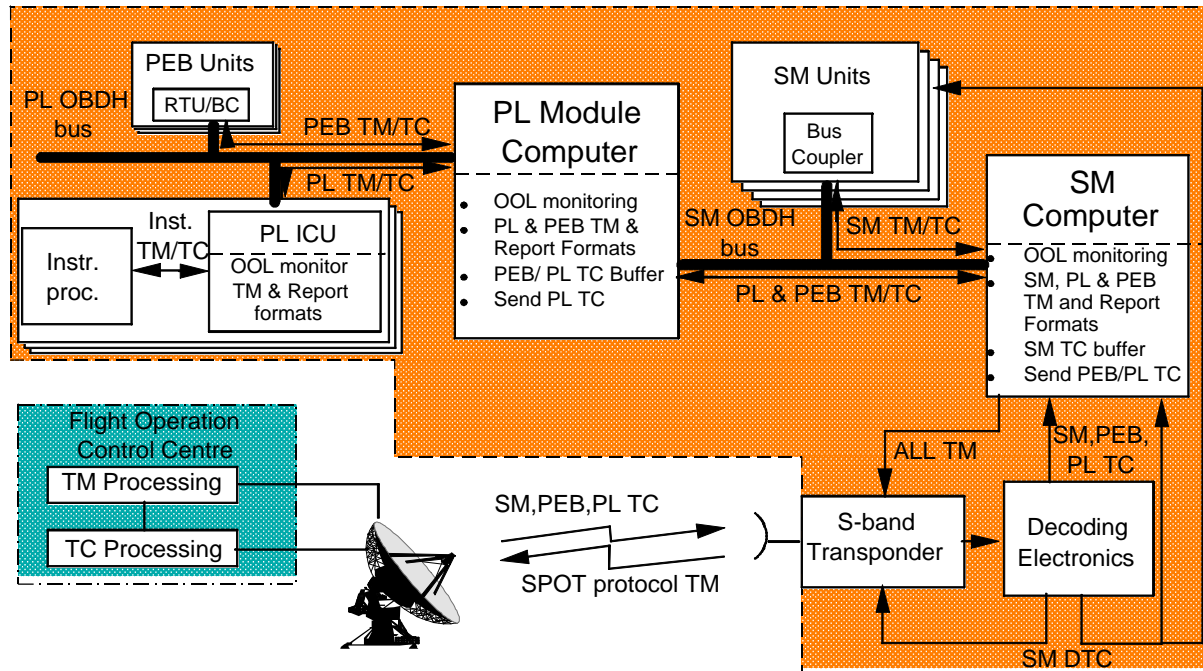 PEB Units
RTU/BC
PL OBDH
bus
PEB TM/TC
PL TM/TC
Inst.
TM/TC
Instr.
proc.
PL ICU
OOL monitor
TM & Report
formats
PL Module
Computer
• OOL monitoring
• PL & PEB TM &
Report Formats
• PEB/ PL TC Buffer
• Send PL TC
SM Units
Bus
Coupler
SM OBDH
bus
SM TM/TC
PL & PEB TM/TC
SM
Computer
• OOL monitoring
• SM, PL & PEB
TM and Report
Formats
• SM TC buffer
• Send PEB/PL TC
Flight Operation
Control Centre
TM Processing
TC Processing
SM,PEB,PL TC
SPOT protocol TM
ALL TM
SM,PEB,
PL TC
S-band
Transponder
Decoding
Electronics
SM DTC